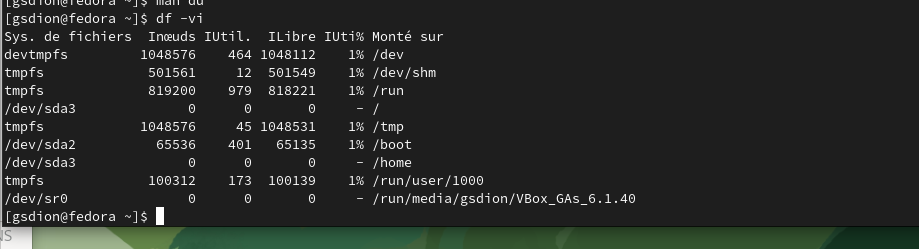 [gsdion@fedora ~]$ man du
[gsdion@fedora ~]$ df -vi
Sys. de fichiers  Inœuds IUtil.  ILibre IUti% Monté sur
devtmpfs         1048576    464 1048112    1% /dev
tmpfs             501561     12  501549    1% /dev/shm
tmpfs             819200    979  818221    1% /run
/dev/sda3              0      0       0     - /
tmpfs            1048576     45 1048531    1% /tmp
/dev/sda2          65536    401   65135    1% /boot
/dev/sda3              0      0       0     - /home
tmpfs             100312    173  100139    1% /run/user/1000
/dev/sr0               0      0       0     - /run/media/gsdion/VBox_GAs_6.1.40
[gsdion@fedora ~]$